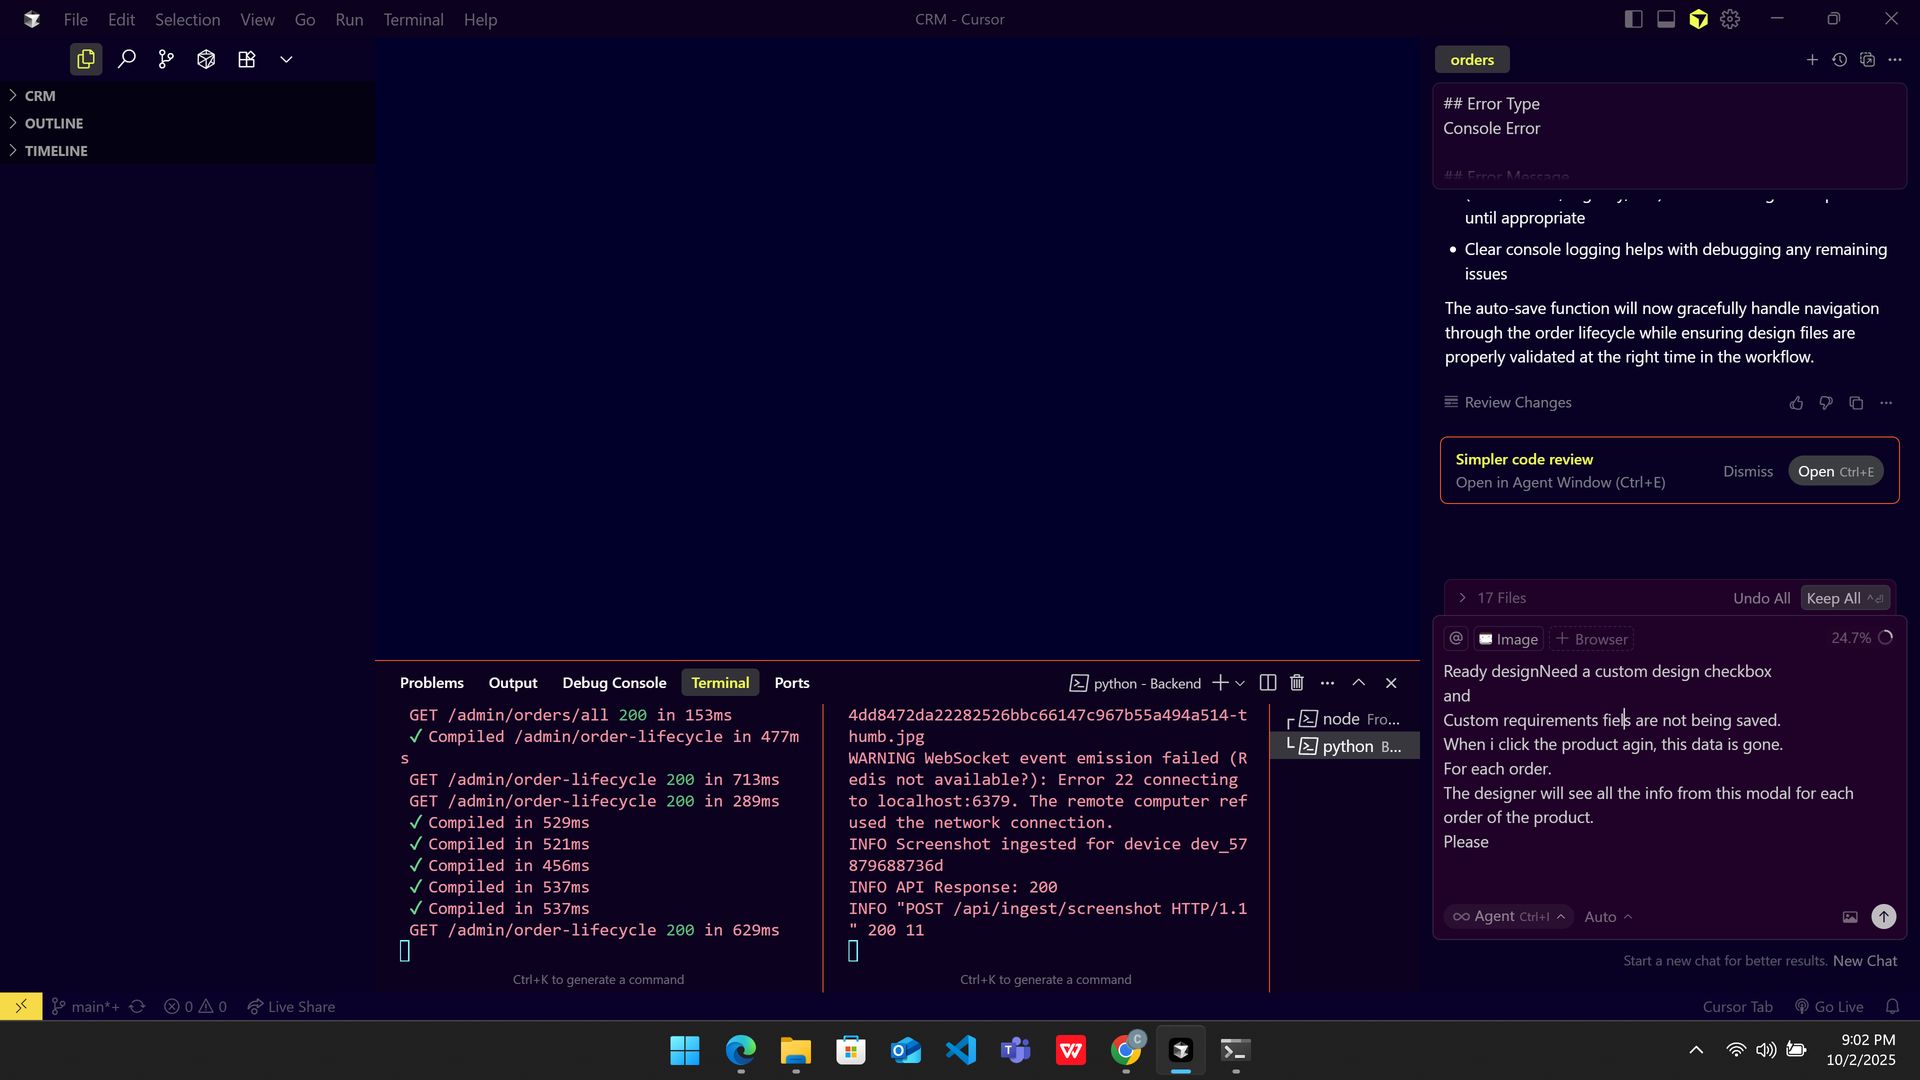 File Edit Selection View Go Run Terminal Help
CRM - Cursor
CRM
OUTLINE
TIMELINE
orders
## Error Type
Console Error
## Error Message
until appropriate
Clear console logging helps with debugging any remaining
issues
The auto-save function will now gracefully handle navigation
through the order lifecycle while ensuring design files are
properly validated at the right time in the workflow.
Review Changes
Simpler code review
Open in Agent Window (Ctrl+E)
Dismiss
Open Ctrl+E
17 Files
Undo All
Keep All
@ Image + Browser
24.7%
Ready designNeed a custom design checkbox
and
Custom requirements fiels are not being saved.
When i click the product agin, this data is gone.
For each order.
The designer will see all the info from this modal for each
order of the product.
Please
Agent Ctrl+I
Auto
Start a new chat for better results. New Chat
Problems Output Debug Console Terminal Ports
python - Backend
GET /admin/orders/all 200 in 153ms
✓ Compiled /admin/order-lifecycle in 477m
s
GET /admin/order-lifecycle 200 in 713ms
GET /admin/order-lifecycle 200 in 289ms
✓ Compiled in 529ms
✓ Compiled in 521ms
✓ Compiled in 456ms
✓ Compiled in 537ms
✓ Compiled in 537ms
GET /admin/order-lifecycle 200 in 629ms
Ctrl+K to generate a command
4dd8472da22282526bbc66147c967b55a494a514-t
humb.jpg
WARNING WebSocket event emission failed (R
edis not available?): Error 22 connecting
to localhost:6379. The remote computer ref
used the network connection.
INFO Screenshot ingested for device dev_57
879688736d
INFO API Response: 200
INFO "POST /api/ingest/screenshot HTTP/1.1
" 200 11
Ctrl+K to generate a command
node Fro...
python B...
main*+
0
0
Live Share
Cursor Tab
Go Live
9:02 PM
10/2/2025